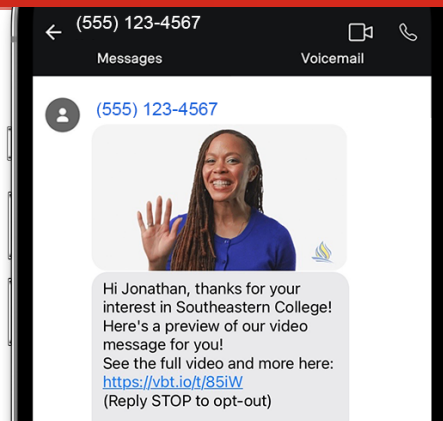 (555) 123-4567
Messages Voicemail
(555) 123-4567
Hi Jonathan, thanks for your
interest in Southeastern College!
Here's a preview of our video
message for you!
See the full video and more here:
https://vbt.io/t/85iW
(Reply STOP to opt-out)